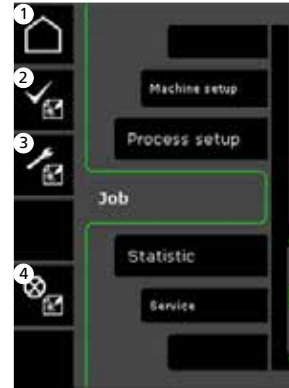 1
2
Machine setup
3
Process setup
Job
Statistic
4
Service